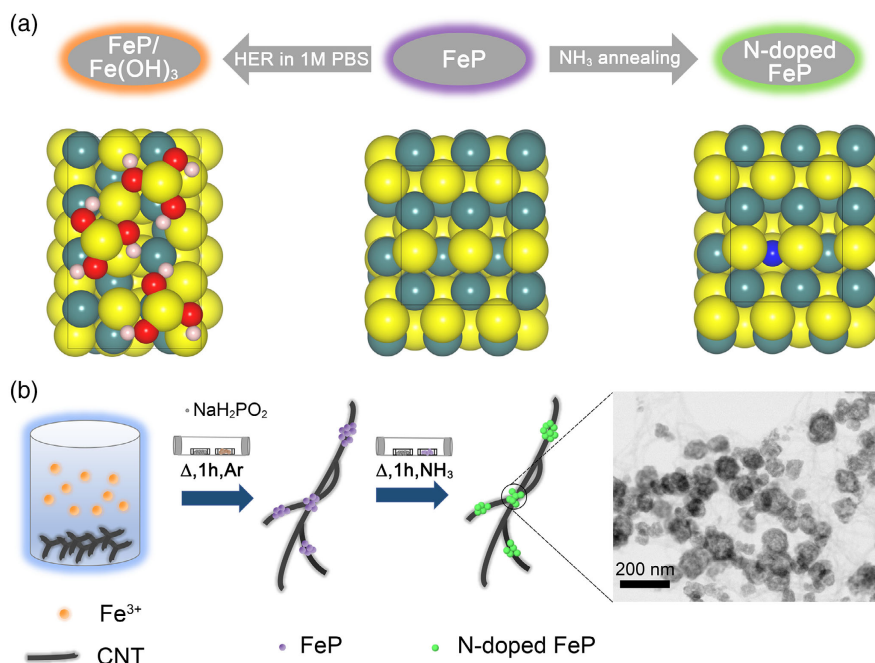 (a)
FeP/
Fe(OH)₃
HER in 1M PBS
FeP
NH₃ annealing
N-doped
FeP
(b)
NaH₂PO₂
Δ,1h,Ar
Δ,1h,NH₃
200 nm
Fe³⁺
CNT
FeP
N-doped FeP